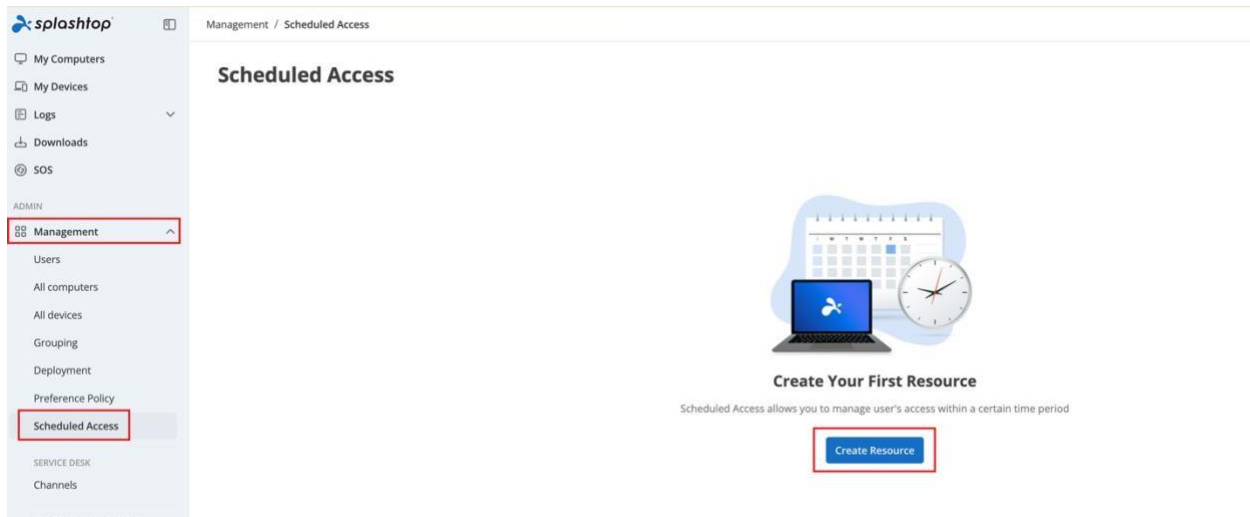 splashtop
Management / Scheduled Access
My Computers
My Devices
Logs
Downloads
SOS
ADMIN
Management
Users
All computers
All devices
Grouping
Deployment
Preference Policy
Scheduled Access
SERVICE DESK
Channels
Scheduled Access
Create Your First Resource
Scheduled Access allows you to manage user's access within a certain time period
Create Resource